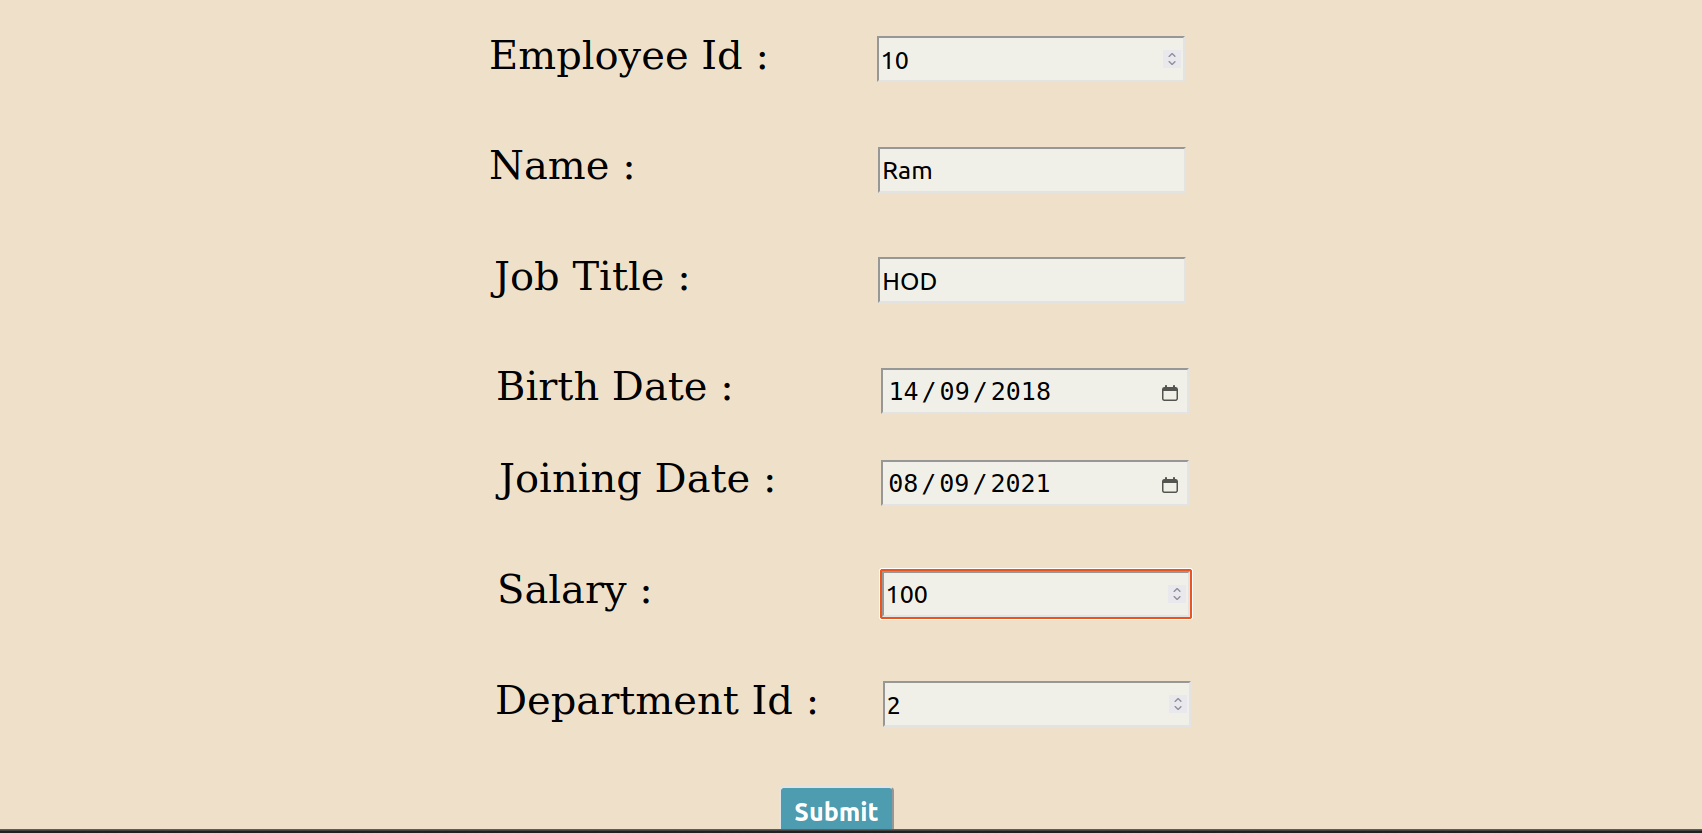 Employee Id : 10
Name : Ram
Job Title : HOD
Birth Date : 14/09/2018
Joining Date : 08/09/2021
Salary : 100
Department Id : 2
Submit